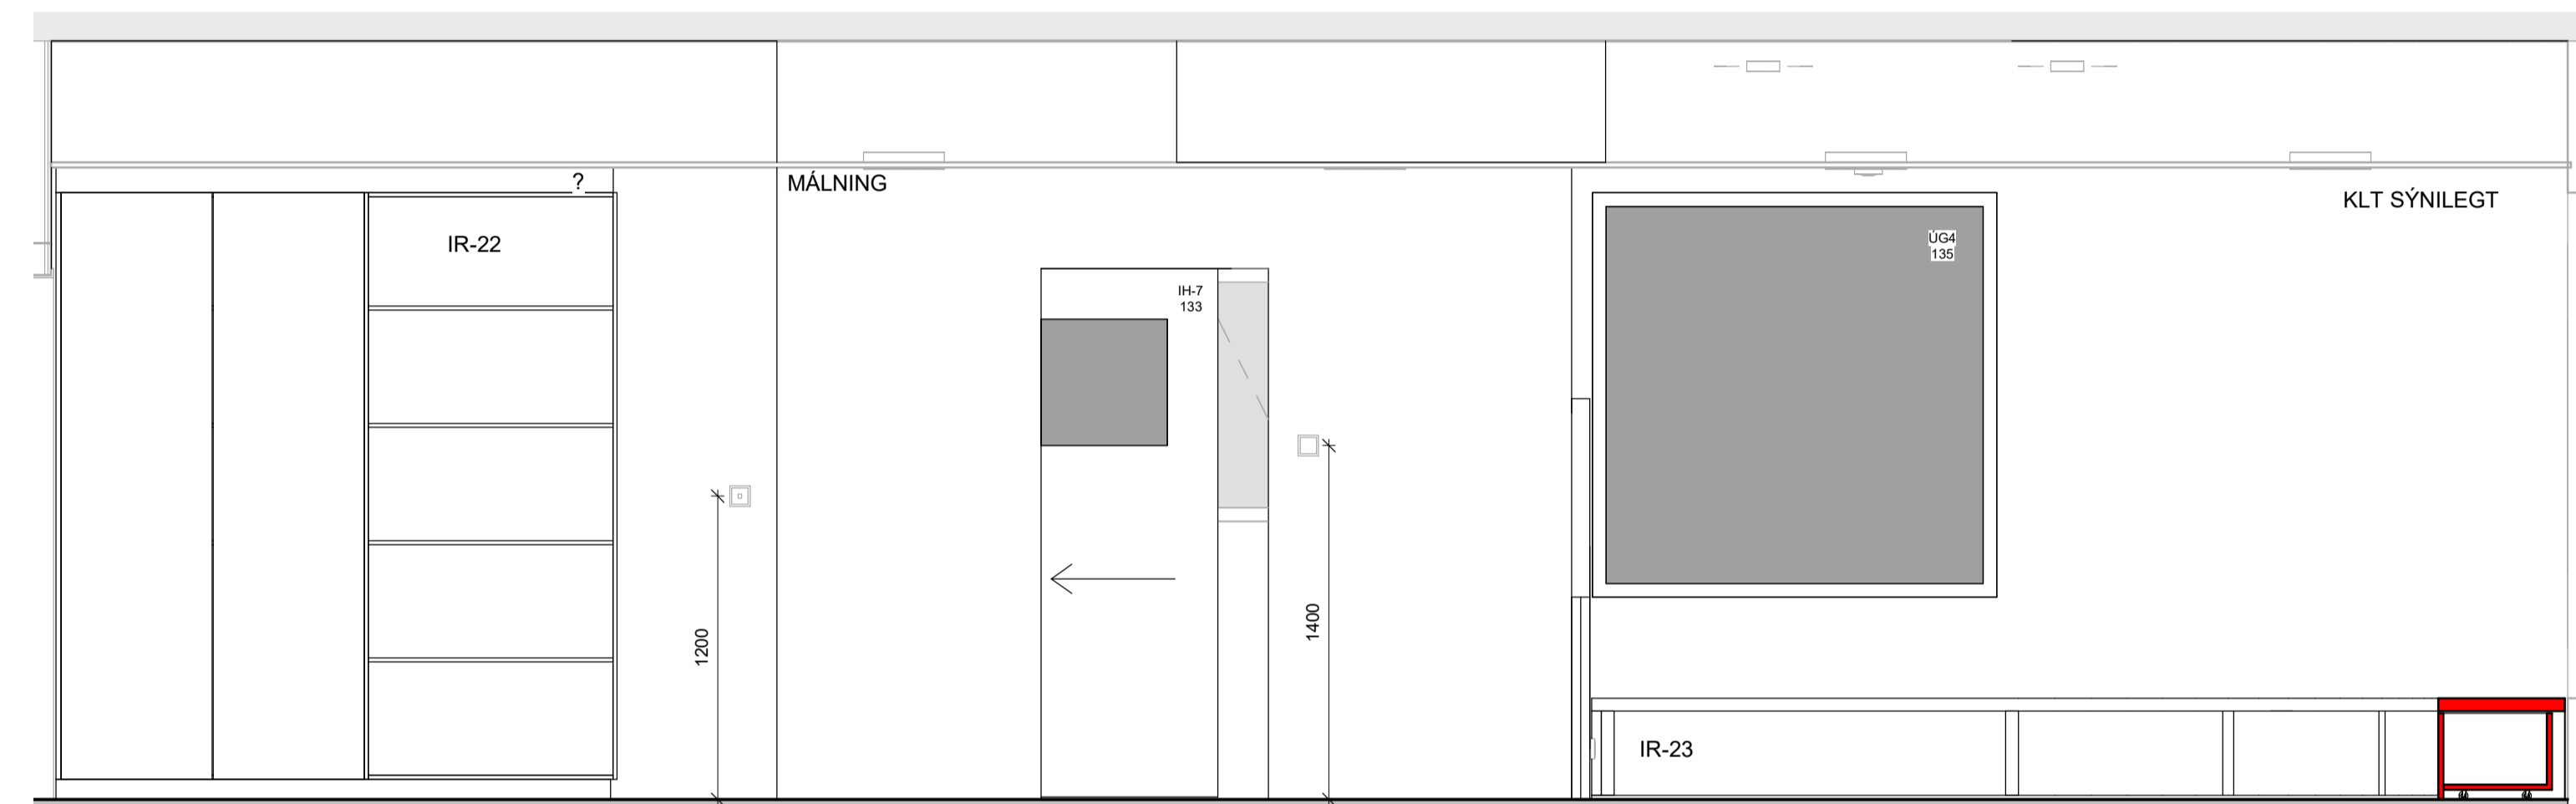 ?
MÁLNING
KLT SÝNILEGT
IR-22
ÚG4
135
IH-7
133
1200
1400
IR-23